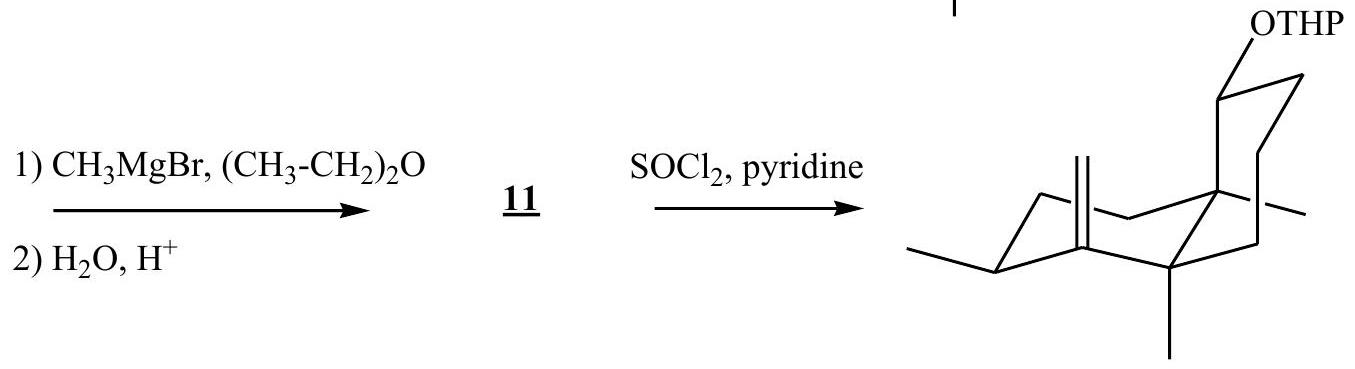 OTHP
1) CH₃MgBr, (CH₃-CH₂)₂O
2) H₂O, H⁺
11
SOCl₂, pyridine